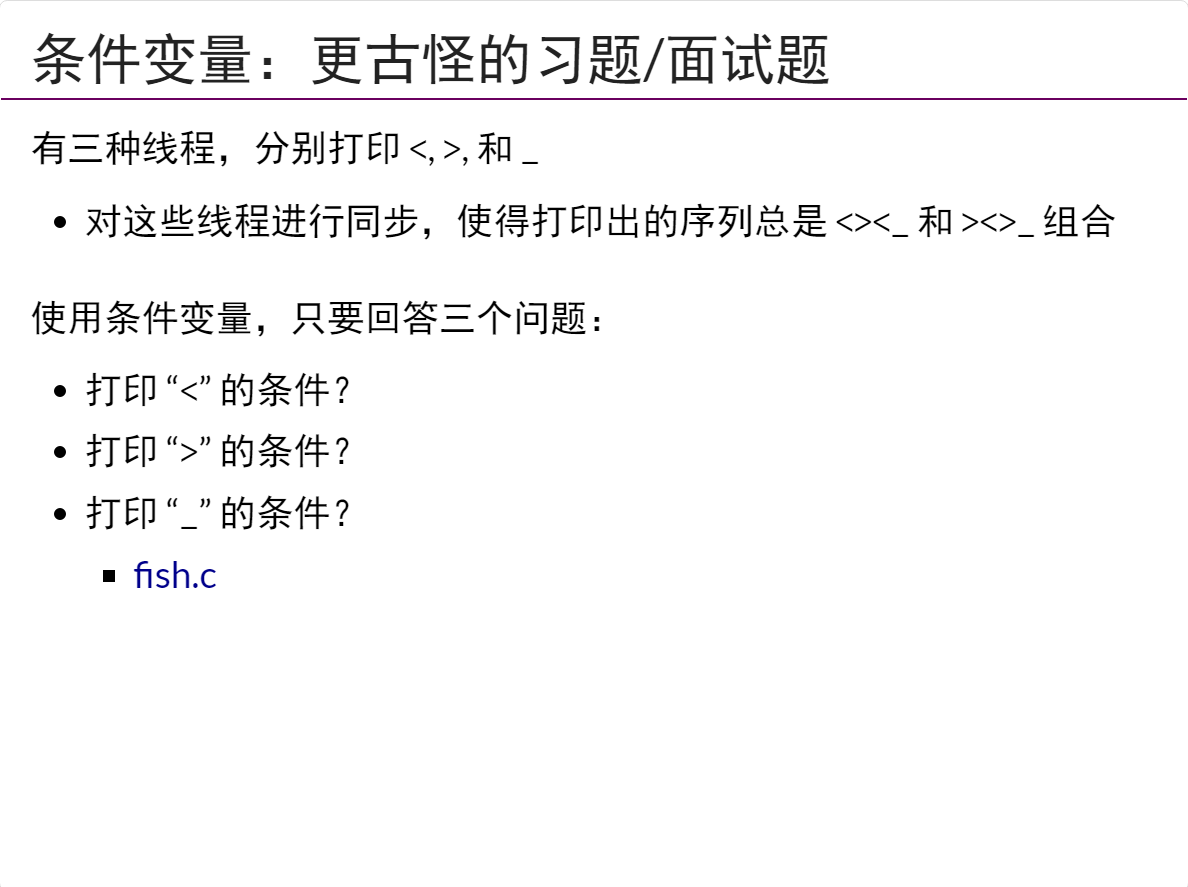 条件变量：更古怪的习题/面试题
有三种线程，分别打印 <, >, 和 _
• 对这些线程进行同步，使得打印出的序列总是 <><_ 和 ><>_ 组合
使用条件变量，只要回答三个问题：
• 打印 “<” 的条件？
• 打印 “>” 的条件？
• 打印 “_” 的条件？
▪ fish.c